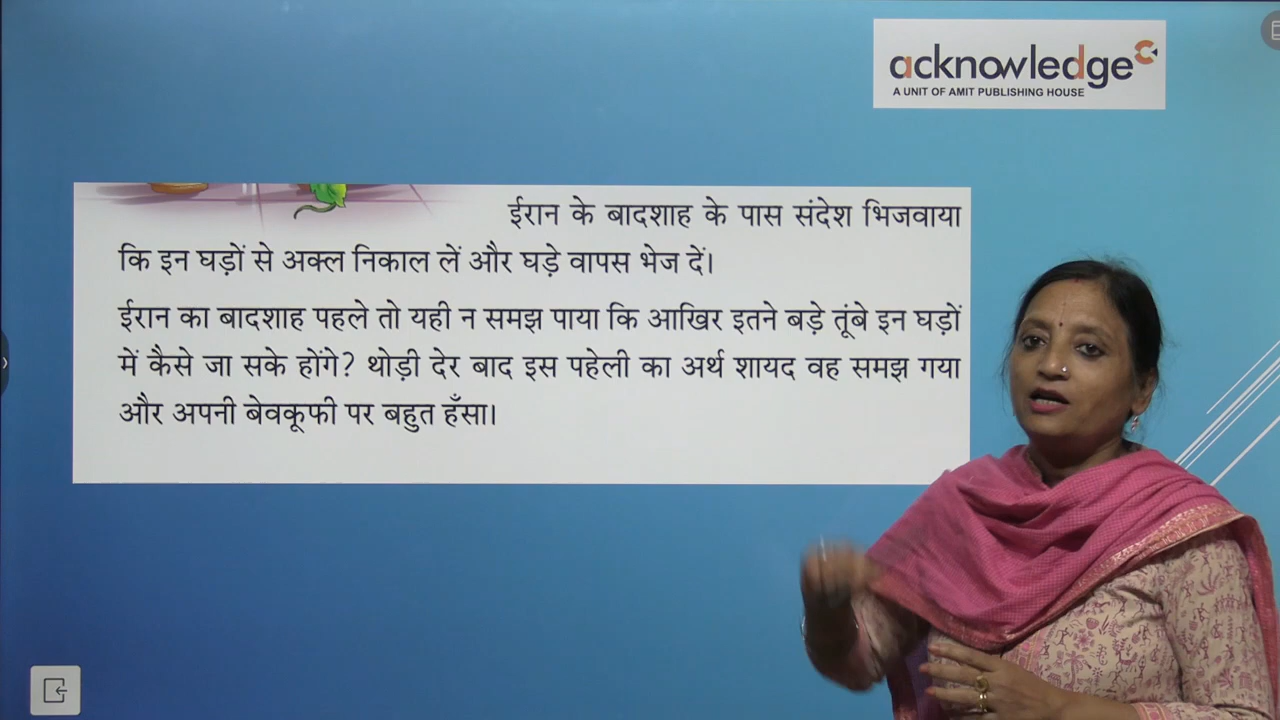 acknowledge
A UNIT OF AMIT PUBLISHING HOUSE
ईरान के बादशाह के पास संदेश भिजवाया
कि इन घड़ों से अक्ल निकाल लें और घड़े वापस भेज दें।
ईरान का बादशाह पहले तो यही न समझ पाया कि आखिर इतने बड़े तूंबे इन घड़ों
में कैसे जा सके होंगे? थोड़ी देर बाद इस पहेली का अर्थ शायद वह समझ गया
और अपनी बेवकूफी पर बहुत हँसा।